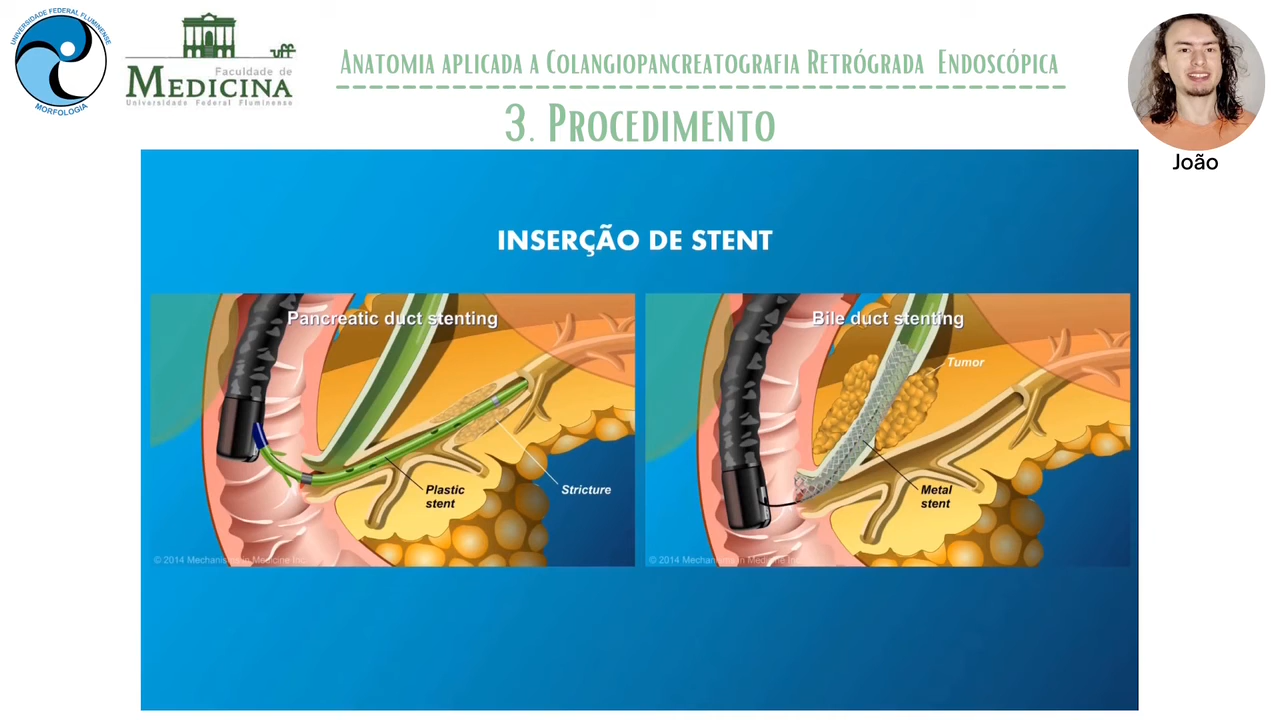 UNIVERSIDADE FEDERAL FLUMINENSE
MORFOLOGIA
uff
Faculdade de
MEDICINA
Universidade Federal Fluminense
ANATOMIA APLICADA A COLANGIOPANCREATOGRAFIA RETRÓGRADA ENDOSCÓPICA
3. PROCEDIMENTO
João
INSERÇÃO DE STENT
Pancreatic duct stenting
Plastic
stent
Stricture
© 2014 Mechanisms in Medicine Inc.
Bile duct stenting
Tumor
Metal
stent
© 2014 Mechanisms in Medicine Inc.